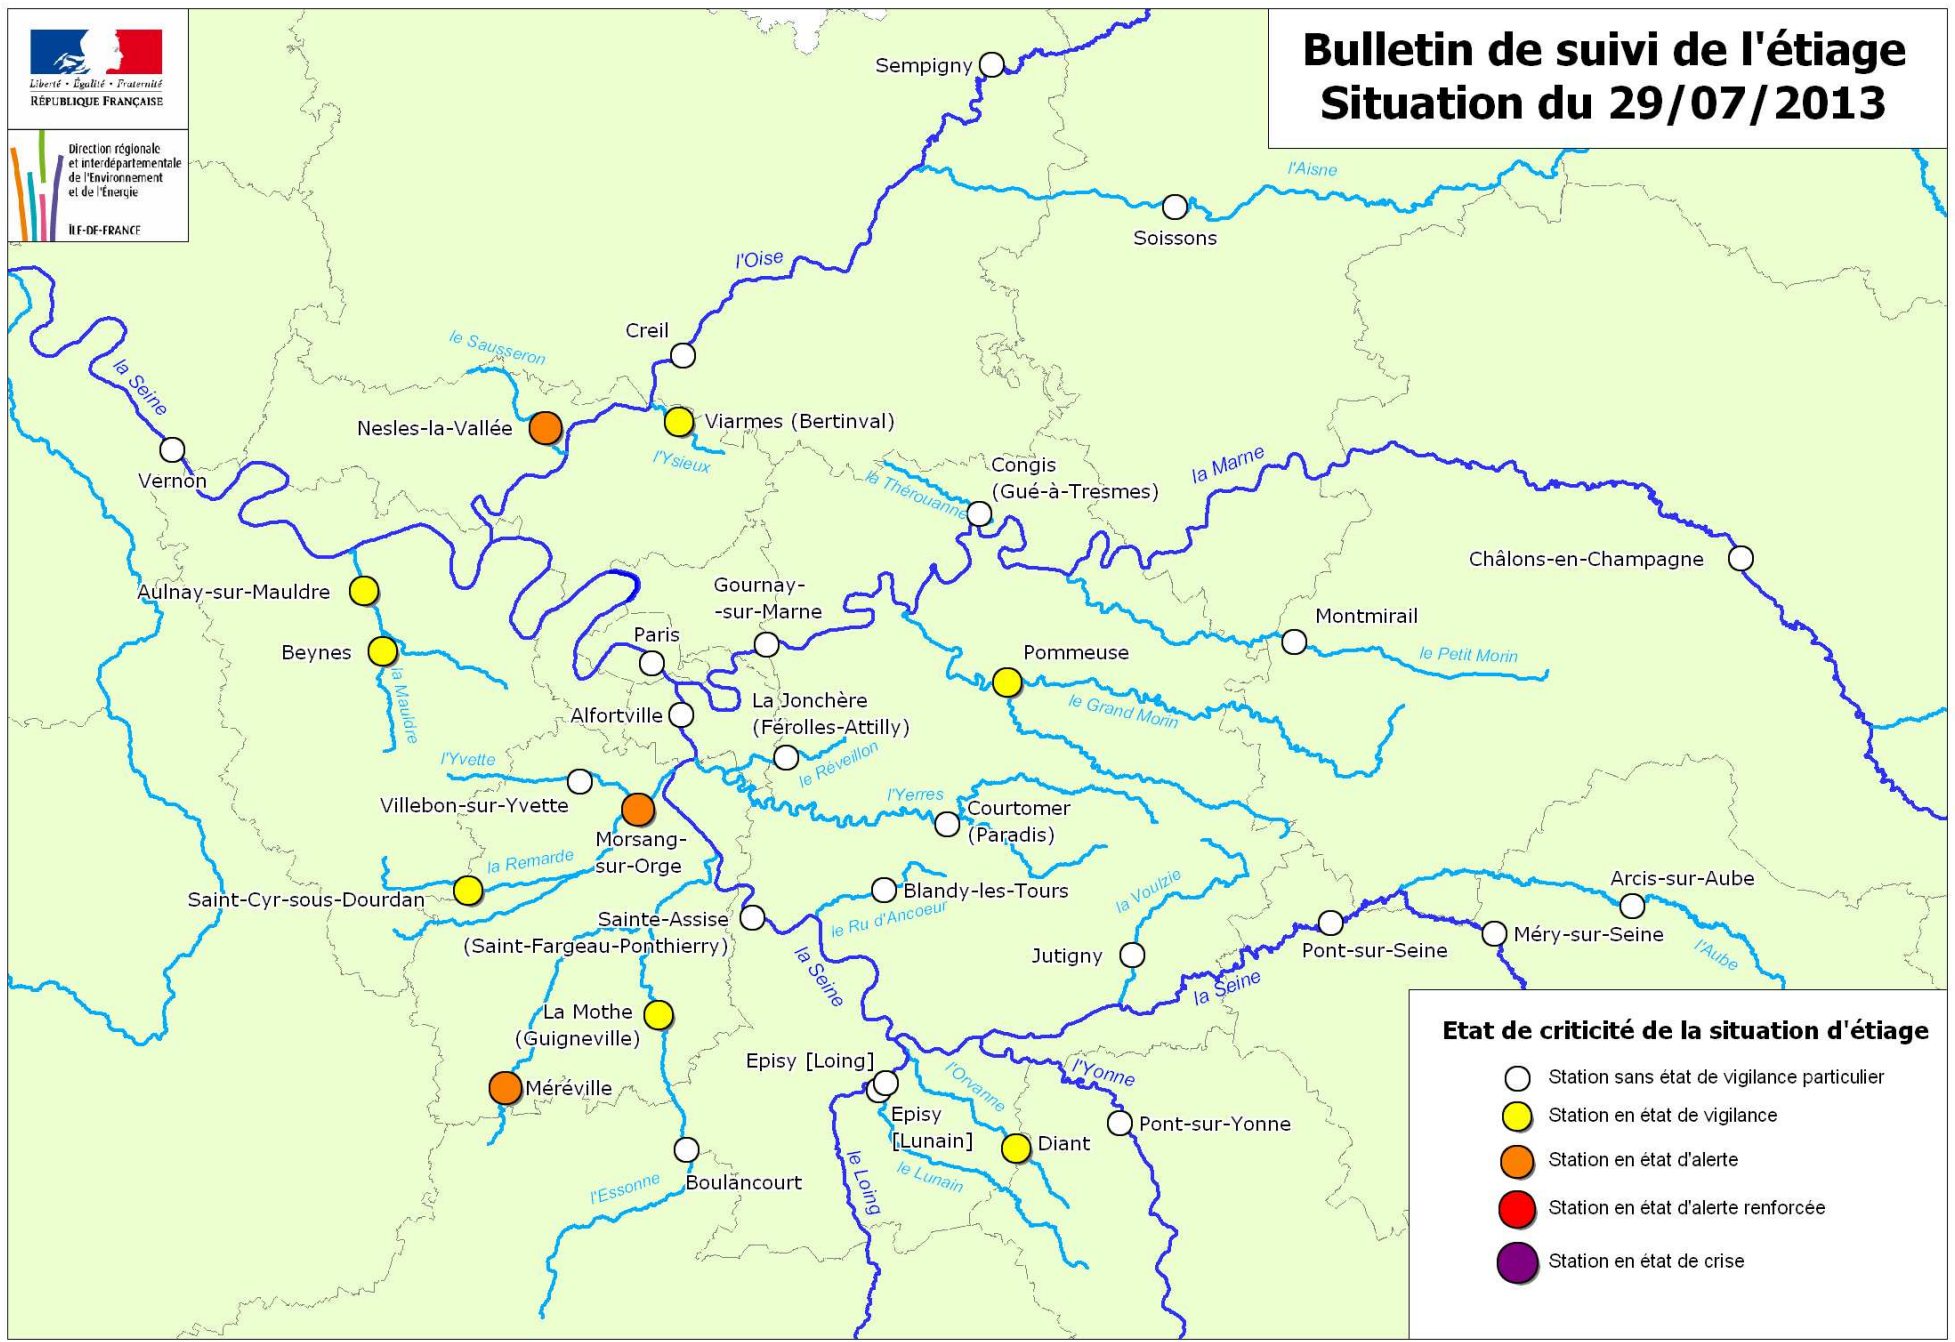 Liberté • Égalité • Fraternité
RÉPUBLIQUE FRANÇAISE
Direction régionale
et interdépartementale
de l'Environnement
et de l'Énergie
ÎLE-DE-FRANCE
Bulletin de suivi de l'étiage
Situation du 29/07/2013
Sempigny
l'Aisne
Soissons
l'Oise
Creil
le Sausseron
la Seine
Nesles-la-Vallée
Viarmes (Bertinval)
l'Ysieux
Vernon
Congis
(Gué-à-Tresmes)
la Thérouanne
la Marne
Châlons-en-Champagne
Aulnay-sur-Mauldre
Gournay-
-sur-Marne
Montmirail
Paris
Beynes
la Mauldre
Pommeuse
le Petit Morin
le Grand Morin
La Jonchère
(Férolles-Attilly)
Alfortville
le Réveillon
l'Yvette
Villebon-sur-Yvette
l'Yerres
Courtomer
(Paradis)
Morsang-
sur-Orge
la Remarde
Saint-Cyr-sous-Dourdan
Blandy-les-Tours
le Ru d'Ancoeur
la Voulzie
Arcis-sur-Aube
Sainte-Assise
(Saint-Fargeau-Ponthierry)
Pont-sur-Seine
Méry-sur-Seine
l'Aube
Jutigny
la Seine
la Seine
La Mothe
(Guigneville)
Episy [Loing]
l'Orvanne
l'Yonne
Méréville
Episy
[Lunain]
Diant
Pont-sur-Yonne
le Loing
le Lunain
l'Essonne
Boulancourt
Etat de criticité de la situation d'étiage
Station sans état de vigilance particulier
Station en état de vigilance
Station en état d'alerte
Station en état d'alerte renforcée
Station en état de crise